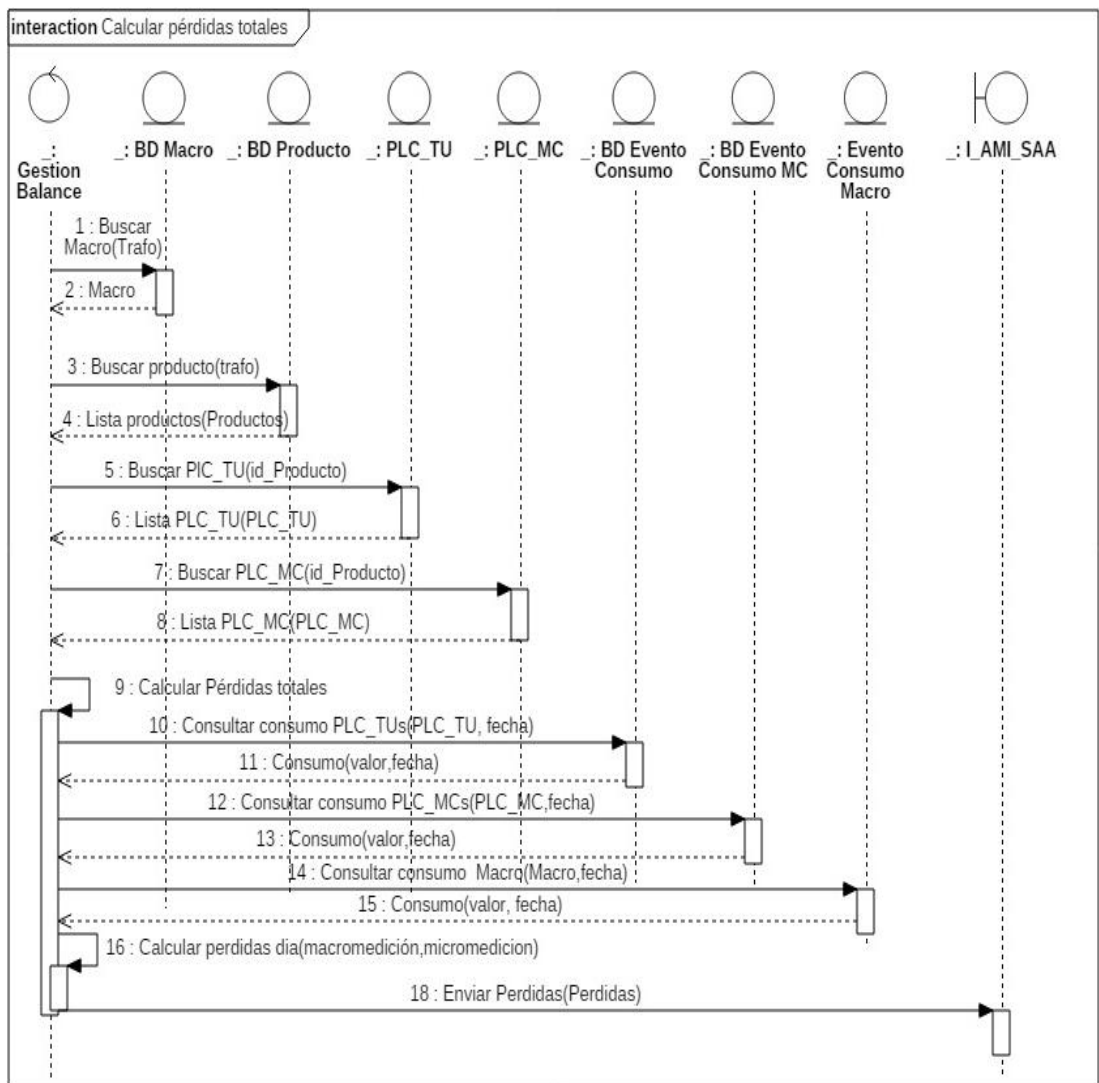 interaction Calcular pérdidas totales
_:
Gestion
Balance
_: BD Macro
_: BD Producto
_: PLC_TU
_: PLC_MC
_: BD Evento
Consumo
_: BD Evento
Consumo MC
_: Evento
Consumo
Macro
_: I_AMI_SAA
1 : Buscar
Macro(Trafo)
2 : Macro
3 : Buscar producto(trafo)
4 : Lista productos(Productos)
5 : Buscar PlC_TU(id_Producto)
6 : Lista PLC_TU(PLC_TU)
7 : Buscar PLC_MC(id_Producto)
8 : Lista PLC_MC(PLC_MC)
9 : Calcular Pérdidas totales
10 : Consultar consumo PLC_TUs(PLC_TU, fecha)
11 : Consumo(valor,fecha)
12 : Consultar consumo PLC_MCs(PLC_MC,fecha)
13 : Consumo(valor,fecha)
14 : Consultar consumo Macro(Macro,fecha)
15 : Consumo(valor, fecha)
16 : Calcular perdidas dia(macromedición,micromedicion)
18 : Enviar Perdidas(Perdidas)